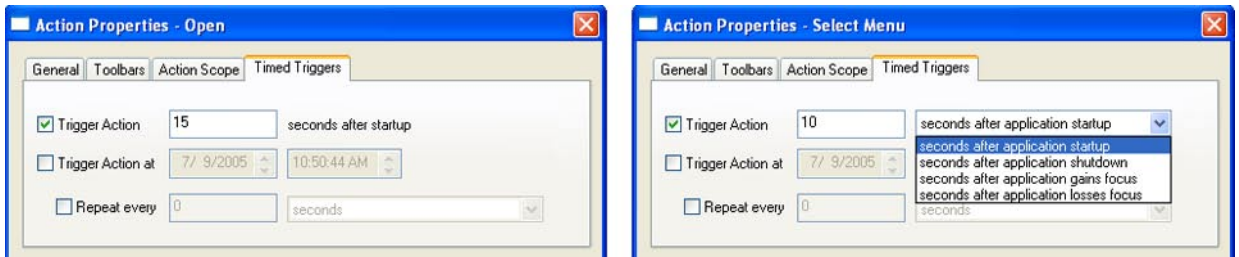 Action Properties - Open
General Toolbars Action Scope Timed Triggers
Trigger Action 15 seconds after startup
Trigger Action at 7/ 9/2005 10:50:44 AM
Repeat every 0 seconds
Action Properties - Select Menu
General Toolbars Action Scope Timed Triggers
Trigger Action 10 seconds after application startup
seconds after application startup
Trigger Action at 7/ 9/2005 seconds after application shutdown
seconds after application gains focus
seconds after application losses focus
Repeat every 0 seconds